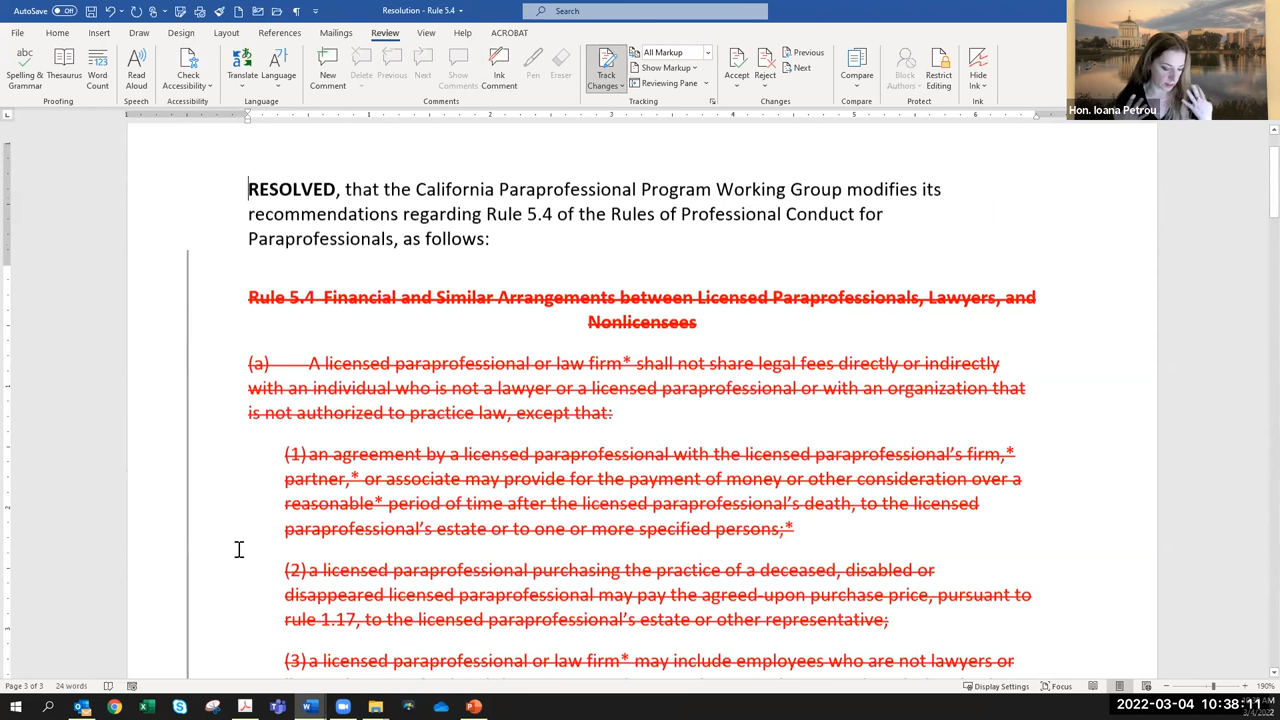 AutoSave Off Resolution - Rule 5.4 Search
File Home Insert Draw Design Layout References Mailings Review View Help ACROBAT
Spelling & Grammar Thesaurus Word Count Read Aloud Check Accessibility Translate Language New Comment Delete Previous Next Show Comments Ink Comment Pen Eraser Track Changes All Markup Show Markup Reviewing Pane Accept Reject Previous Next Compare Block Authors Restrict Editing Hide Ink
Proofing Speech Accessibility Language Comments Tracking Changes Compare Protect Ink
Hon. Ioana Petrou
RESOLVED, that the California Paraprofessional Program Working Group modifies its
recommendations regarding Rule 5.4 of the Rules of Professional Conduct for
Paraprofessionals, as follows:
Rule 5.4 Financial and Similar Arrangements between Licensed Paraprofessionals, Lawyers, and
Nonlicensees
(a) A licensed paraprofessional or law firm* shall not share legal fees directly or indirectly
with an individual who is not a lawyer or a licensed paraprofessional or with an organization that
is not authorized to practice law, except that:
(1) an agreement by a licensed paraprofessional with the licensed paraprofessional's firm,*
partner,* or associate may provide for the payment of money or other consideration over a
reasonable* period of time after the licensed paraprofessional's death, to the licensed
paraprofessional's estate or to one or more specified persons;*
(2) a licensed paraprofessional purchasing the practice of a deceased, disabled or
disappeared licensed paraprofessional may pay the agreed-upon purchase price, pursuant to
rule 1.17, to the licensed paraprofessional's estate or other representative;
(3) a licensed paraprofessional or law firm* may include employees who are not lawyers or
Page 3 of 3 24 words Display Settings Focus 190%
2022-03-04 10:38:11